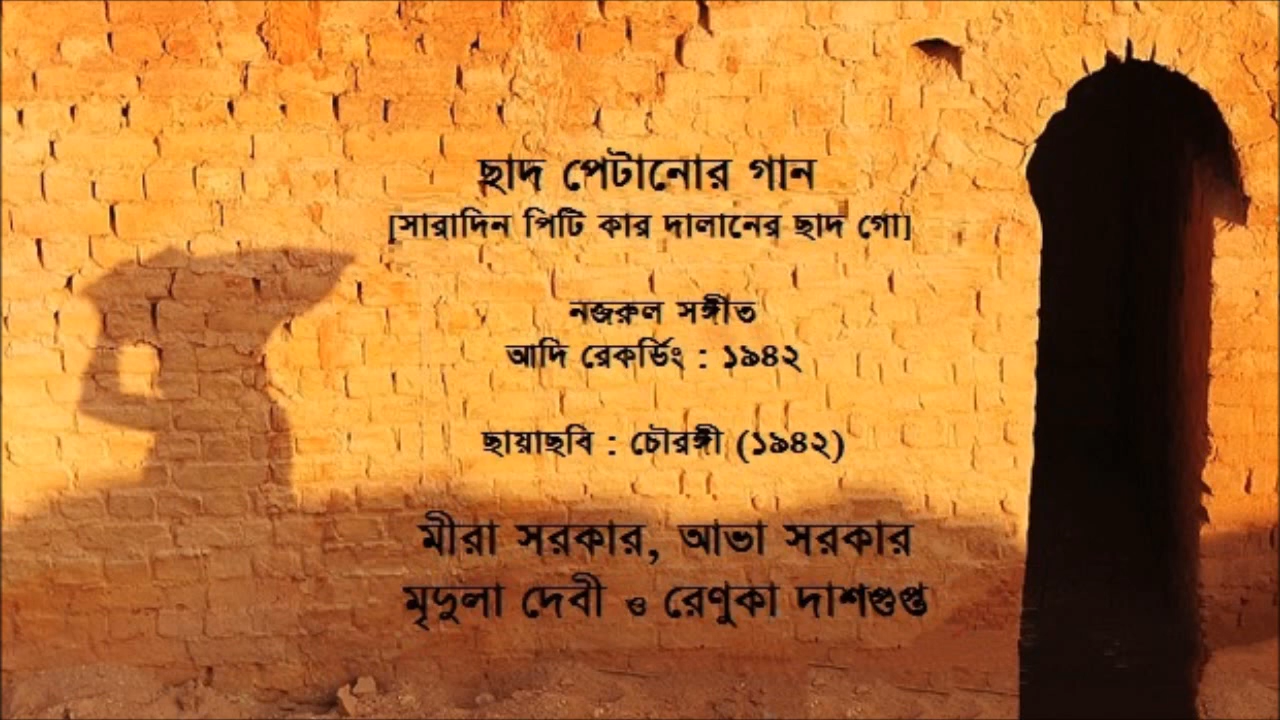 ছাদ পেটানোর গান
[সারাদিন পিটি কার দালানের ছাদ গো]
নজরুল সঙ্গীত
আদি রেকর্ডিং : ১৯৪২
ছায়াছবি : চৌরঙ্গী (১৯৪২)
মীরা সরকার, আভা সরকার
মৃদুলা দেবী ও রেণুকা দাশগুপ্ত